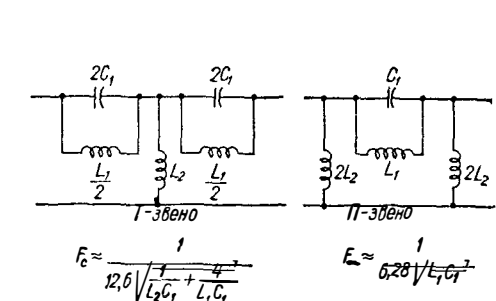 2C₁ 2C₁ C₁
L₁/2 L₂ L₁/2 2L₂ L₁ 2L₂
Т-звено П-звено
F_c ≈ 1 / 12,6√(1/L₂C₁ + 4/L₁C₁)
F_∞ ≈ 1 / 6,28√(L₁C₁)